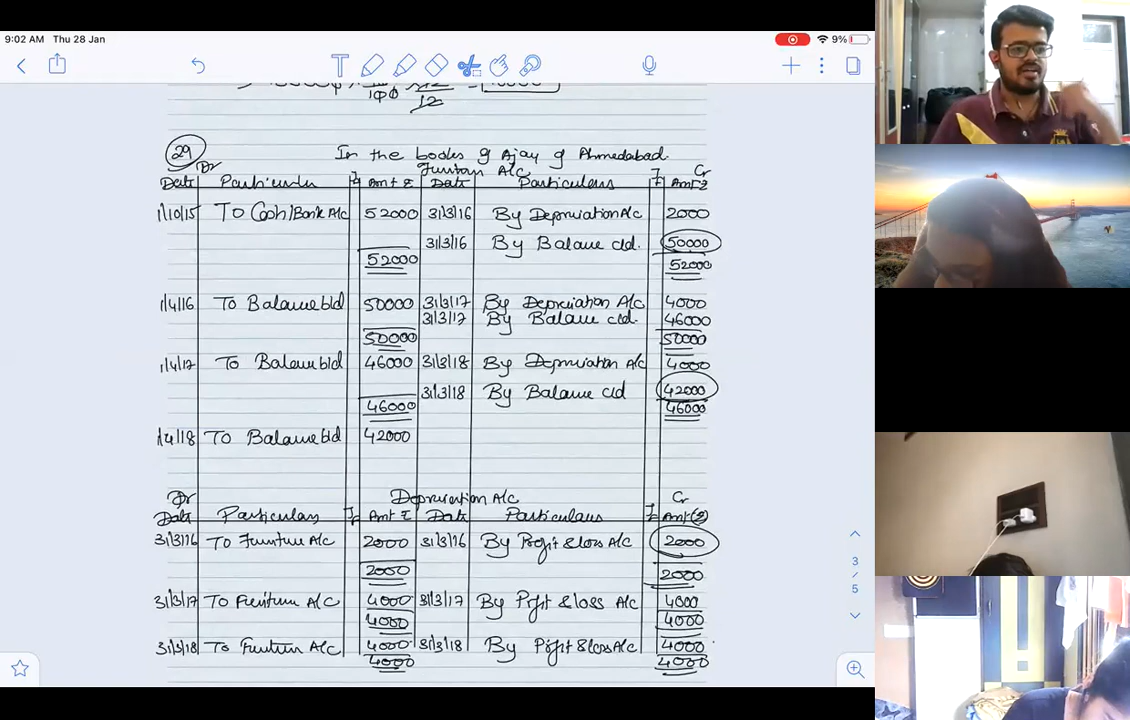 9:02 AM Thu 28 Jan
9%
100 12
12
29 In the books of Ajay of Ahmedabad
Dr Furniture A/c Cr
Date Particulars Amt ₹ Date Particulars Amt ₹
1/10/15 To Cash/Bank A/c 52000 31/3/16 By Depreciation A/c 2000
31/3/16 By Balance c/d. 50000
52000 52000
1/4/16 To Balance b/d 50000 31/3/17 By Depreciation A/c 4000
31/3/17 By Balance c/d. 46000
50000 50000
1/4/17 To Balance b/d 46000 31/3/18 By Depreciation A/c 4000
31/3/18 By Balance c/d 42000
46000 46000
1/4/18 To Balance b/d 42000
Dr Depreciation A/c Cr
Date Particulars Amt ₹ Date Particulars Amt (₹)
31/3/16 To Furniture A/c 2000 31/3/16 By Profit & loss A/c 2000
2000 2000
31/3/17 To Furniture A/c 4000 31/3/17 By Profit & loss A/c 4000
4000 4000
31/3/18 To Furniture A/c 4000 31/3/18 By Profit & loss A/c 4000
4000 4000
3
/
5